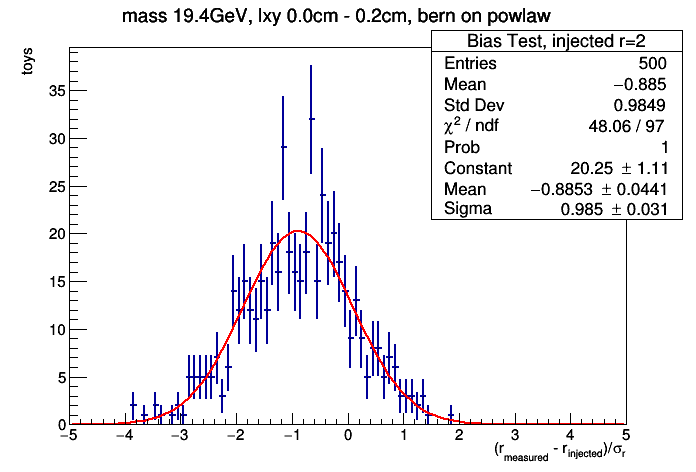 mass 19.4GeV, lxy 0.0cm - 0.2cm, bern on powlaw
Bias Test, injected r=2
Entries 500
Mean −0.885
Std Dev 0.9849
χ² / ndf 48.06 / 97
Prob 1
Constant 20.25 ± 1.11
Mean −0.8853 ± 0.0441
Sigma 0.985 ± 0.031
toys
35
30
25
20
15
10
5
0
−5 −4 −3 −2 −1 0 1 2 3 4 5
(r_measured - r_injected)/σ_r